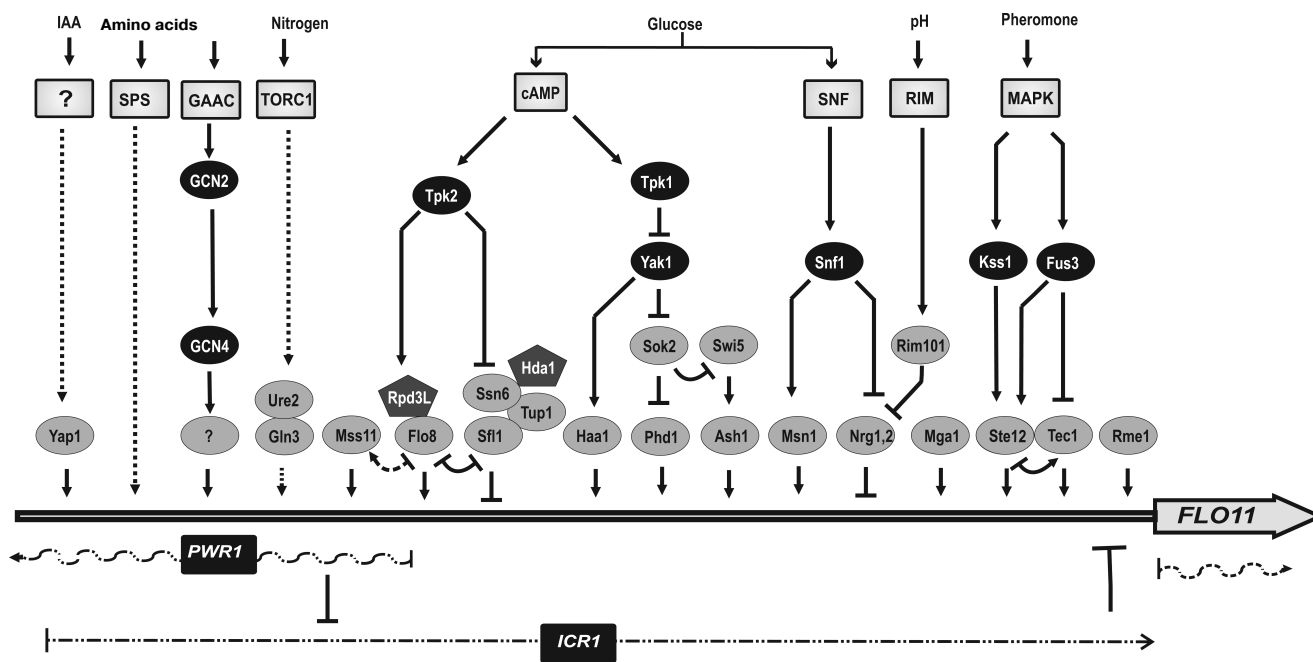 IAA
Amino acids
Nitrogen
Glucose
pH
Pheromone
?
SPS
GAAC
TORC1
cAMP
SNF
RIM
MAPK
GCN2
Tpk2
Tpk1
Yak1
Snf1
Kss1
Fus3
GCN4
Sok2
Swi5
Rim101
Hda1
Ure2
Rpd3L
Ssn6
Tup1
Yap1
?
Gln3
Mss11
Flo8
Sfl1
Haa1
Phd1
Ash1
Msn1
Nrg1,2
Mga1
Ste12
Tec1
Rme1
FLO11
PWR1
ICR1